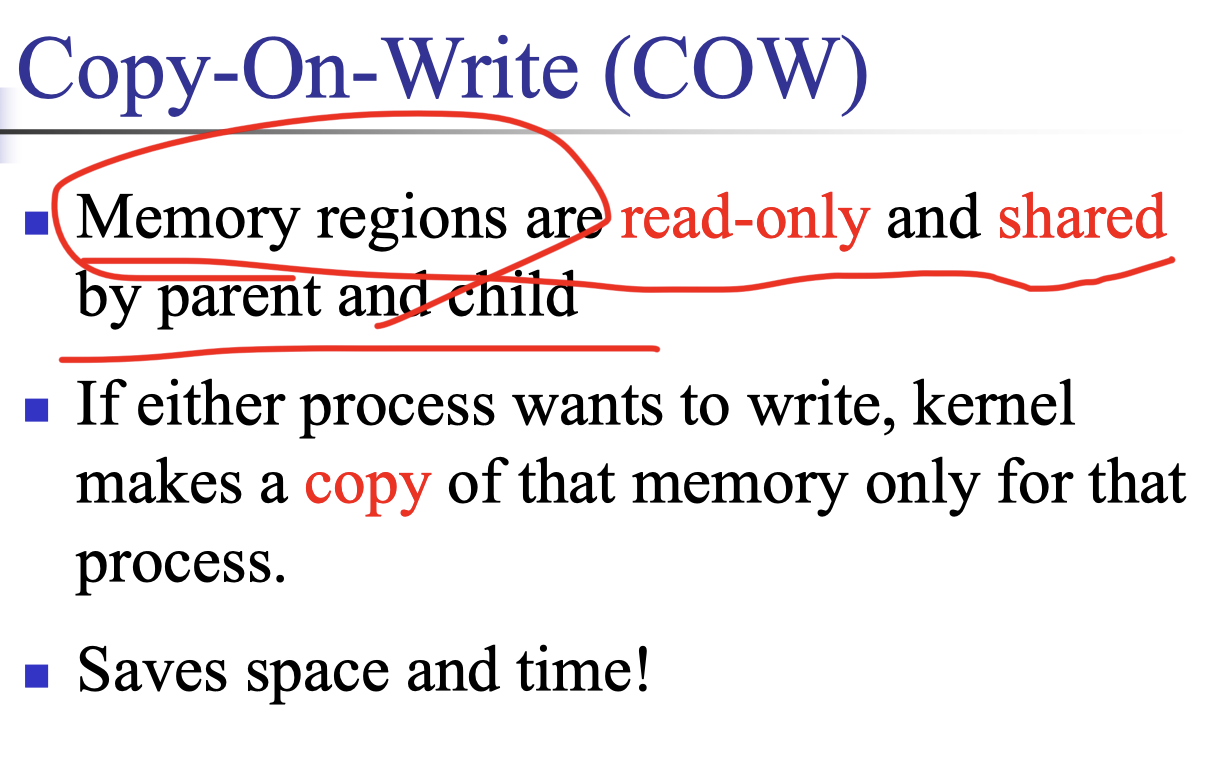 Copy-On-Write (COW)
Memory regions are read-only and shared
by parent and child
If either process wants to write, kernel
makes a copy of that memory only for that
process.
Saves space and time!